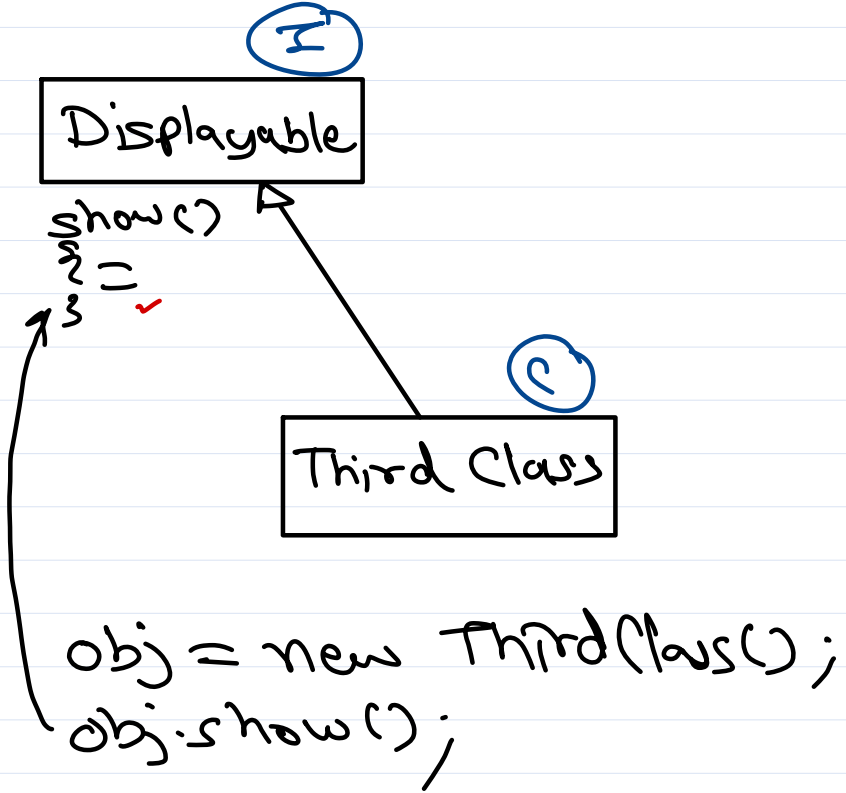 I
Displayable
show()
{ =
}
C
Third Class
obj = new ThirdClass();
obj.show();